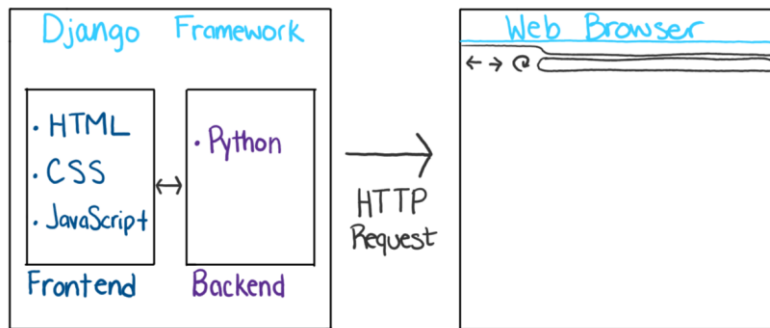 Django Framework
• HTML
• CSS
• JavaScript
Frontend
• Python
Backend
HTTP
Request
Web Browser